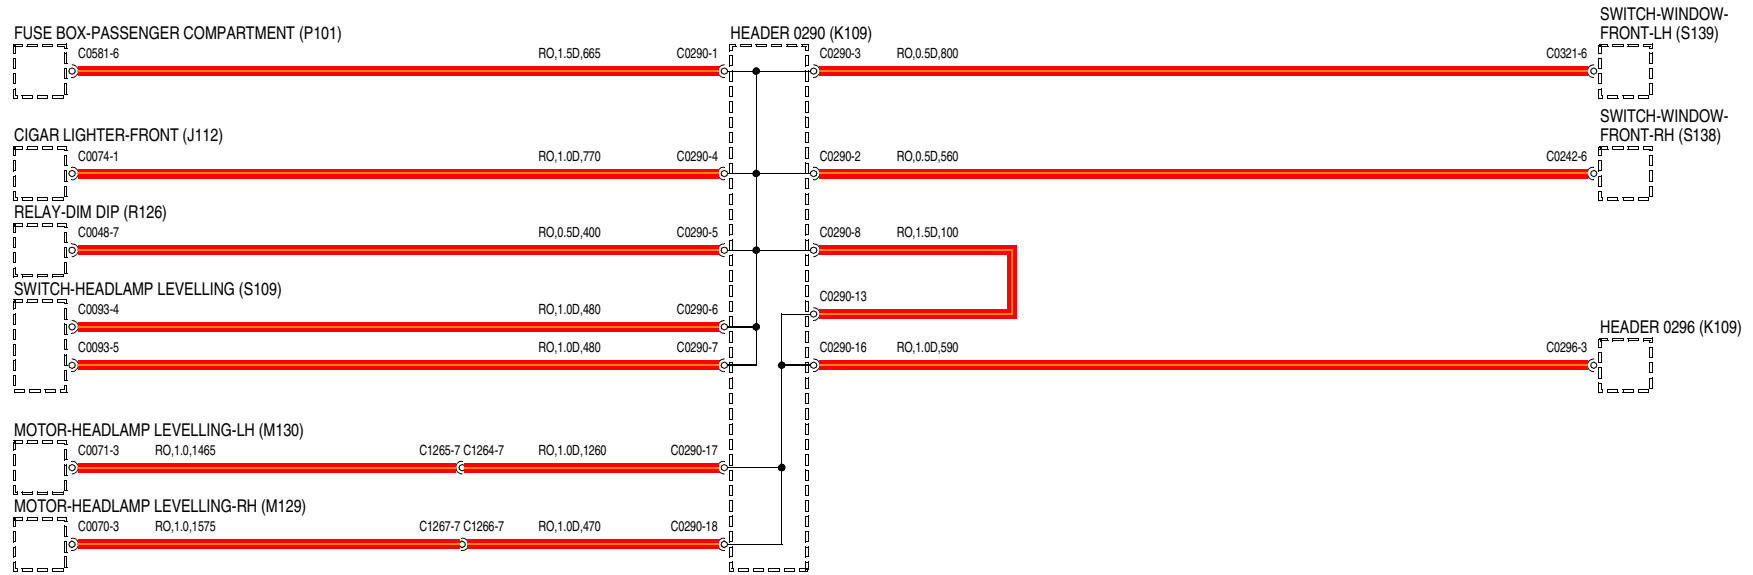 SWITCH-WINDOW-
FRONT-LH (S139)
FUSE BOX-PASSENGER COMPARTMENT (P101)
HEADER 0290 (K109)
C0581-6
RO,1.5D,665
C0290-1
C0290-3
RO,0.5D,800
C0321-6
SWITCH-WINDOW-
FRONT-RH (S138)
CIGAR LIGHTER-FRONT (J112)
C0074-1
RO,1.0D,770
C0290-4
C0290-2
RO,0.5D,560
C0242-6
RELAY-DIM DIP (R126)
C0048-7
RO,0.5D,400
C0290-5
C0290-8
RO,1.5D,100
SWITCH-HEADLAMP LEVELLING (S109)
C0093-4
RO,1.0D,480
C0290-6
C0290-13
C0093-5
RO,1.0D,480
C0290-7
C0290-16
RO,1.0D,590
C0296-3
HEADER 0296 (K109)
MOTOR-HEADLAMP LEVELLING-LH (M130)
C0071-3
RO,1.0,1465
C1265-7 C1264-7
RO,1.0D,1260
C0290-17
MOTOR-HEADLAMP LEVELLING-RH (M129)
C0070-3
RO,1.0,1575
C1267-7 C1266-7
RO,1.0D,470
C0290-18